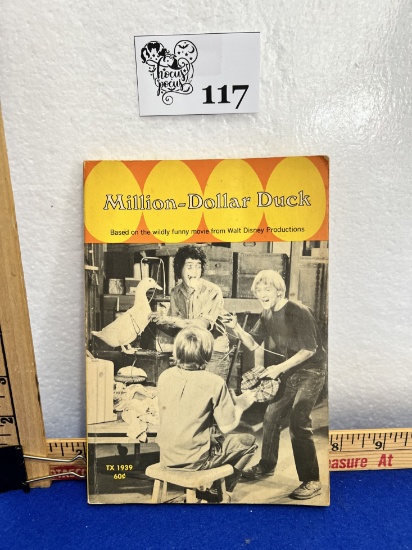 hocus
pocus
117
Million-Dollar Duck
Based on the wildly funny movie from Walt Disney Productions
TX 1939
60¢
easure At